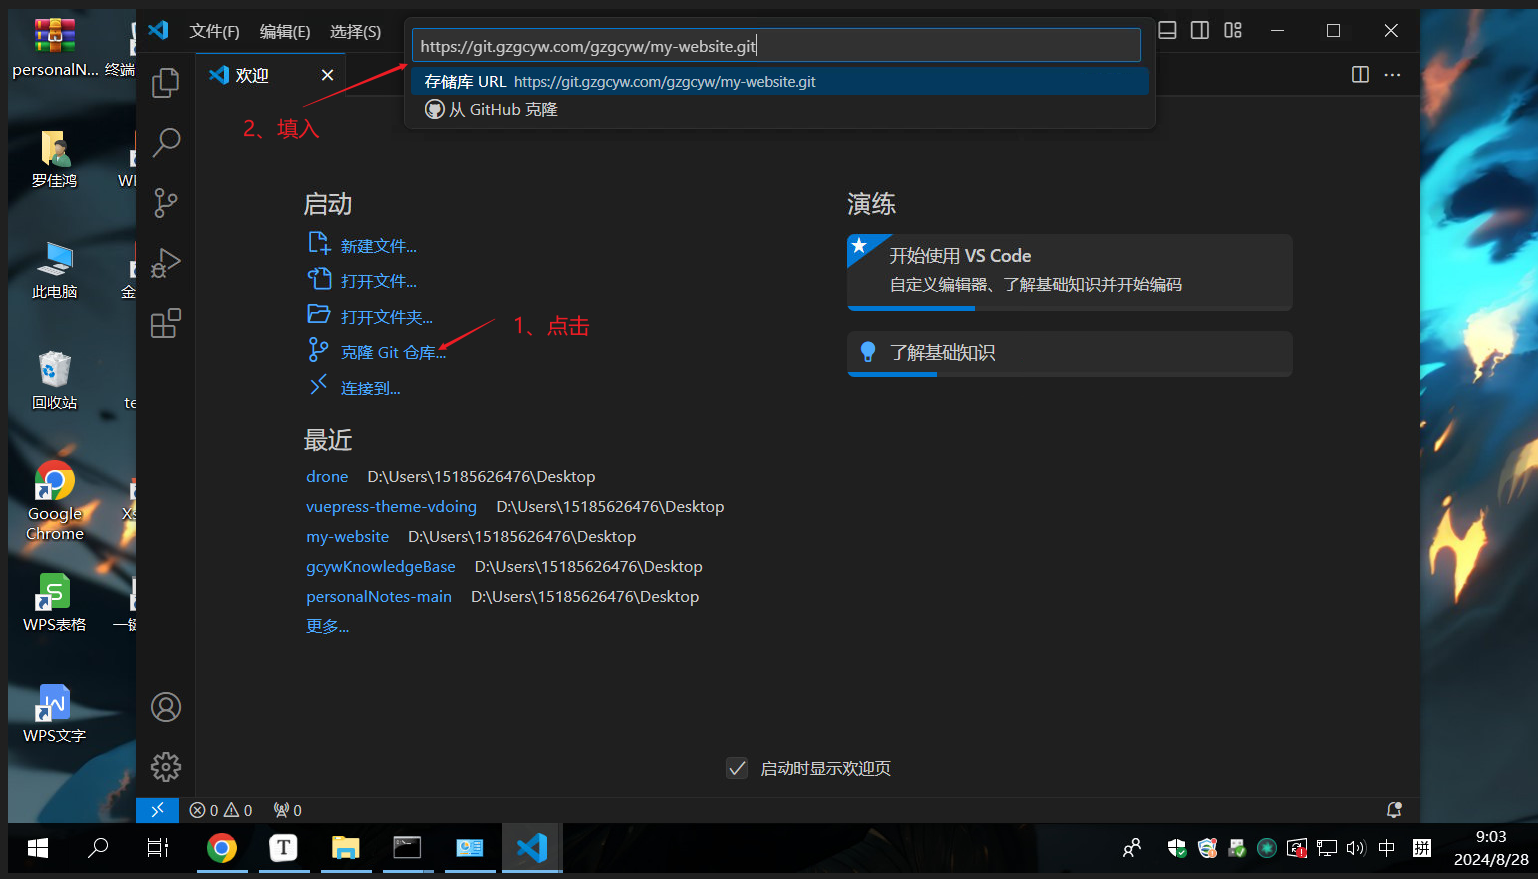 personalN...
终端
罗佳鸿
WI
此电脑
金
回收站
te
Google
Chrome
Xs
WPS表格
一键
WPS文字
文件(F)
编辑(E)
选择(S)
https://git.gzgcyw.com/gzgcyw/my-website.git
存储库 URL https://git.gzgcyw.com/gzgcyw/my-website.git
从 GitHub 克隆
欢迎
2、填入
启动
新建文件...
打开文件...
打开文件夹...
克隆 Git 仓库...
1、点击
连接到...
最近
drone D:\Users\15185626476\Desktop
vuepress-theme-vdoing D:\Users\15185626476\Desktop
my-website D:\Users\15185626476\Desktop
gcywKnowledgeBase D:\Users\15185626476\Desktop
personalNotes-main D:\Users\15185626476\Desktop
更多...
演练
开始使用 VS Code
自定义编辑器、了解基础知识并开始编码
了解基础知识
启动时显示欢迎页
0 0 0
T
中
拼
9:03
2024/8/28